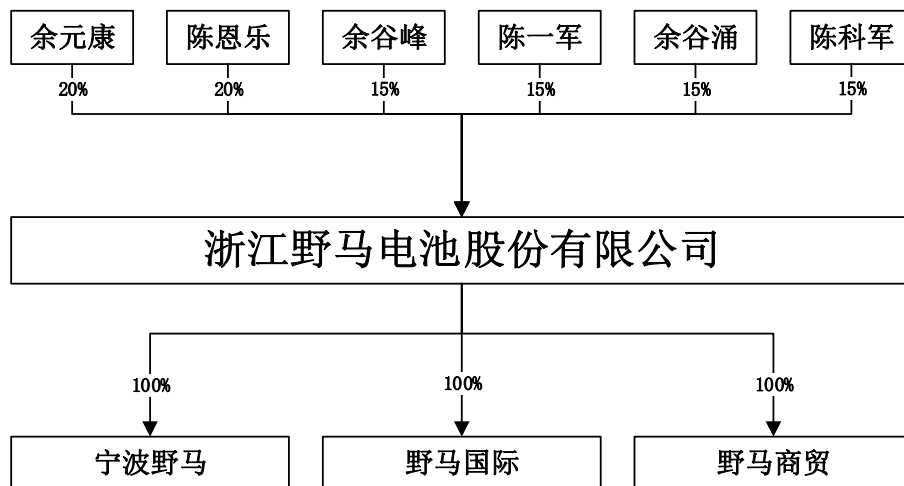 余元康 陈恩乐 余谷峰 陈一军 余谷涌 陈科军
20% 20% 15% 15% 15% 15%
浙江野马电池股份有限公司
100% 100% 100%
宁波野马 野马国际 野马商贸